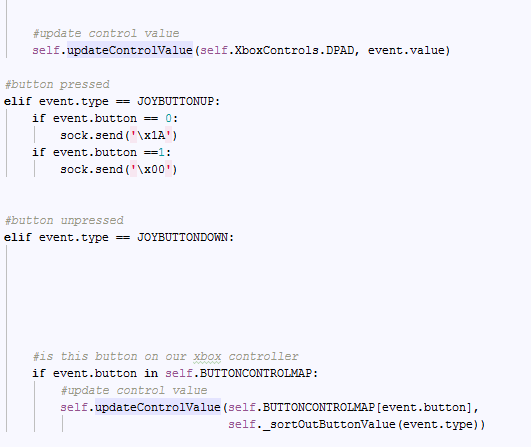 #update control value
self.updateControlValue(self.XboxControls.DPAD, event.value)
#button pressed
elif event.type == JOYBUTTONUP:
if event.button == 0:
sock.send('\x1A')
if event.button ==1:
sock.send('\x00')
#button unpressed
elif event.type == JOYBUTTONDOWN:
#is this button on our xbox controller
if event.button in self.BUTTONCONTROLMAP:
#update control value
self.updateControlValue(self.BUTTONCONTROLMAP[event.button],
self._sortOutButtonValue(event.type))